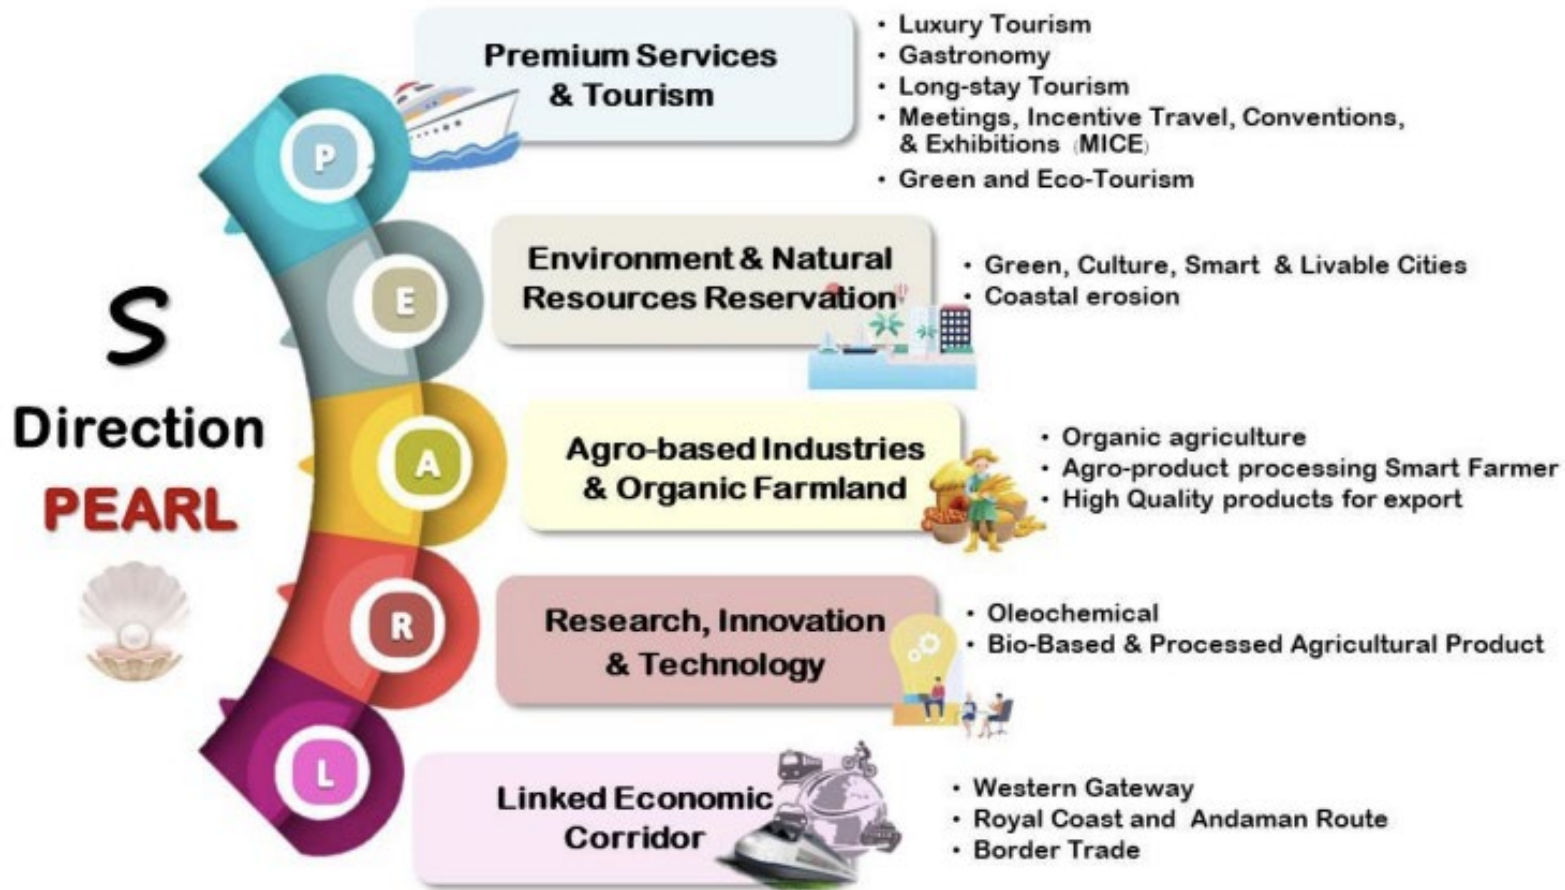 S
Direction
PEARL
P
Premium Services
& Tourism
• Luxury Tourism
• Gastronomy
• Long-stay Tourism
• Meetings, Incentive Travel, Conventions,
& Exhibitions (MICE)
• Green and Eco-Tourism
E
Environment & Natural
Resources Reservation
• Green, Culture, Smart & Livable Cities
• Coastal erosion
A
Agro-based Industries
& Organic Farmland
• Organic agriculture
• Agro-product processing Smart Farmer
• High Quality products for export
R
Research, Innovation
& Technology
• Oleochemical
• Bio-Based & Processed Agricultural Product
L
Linked Economic
Corridor
• Western Gateway
• Royal Coast and Andaman Route
• Border Trade